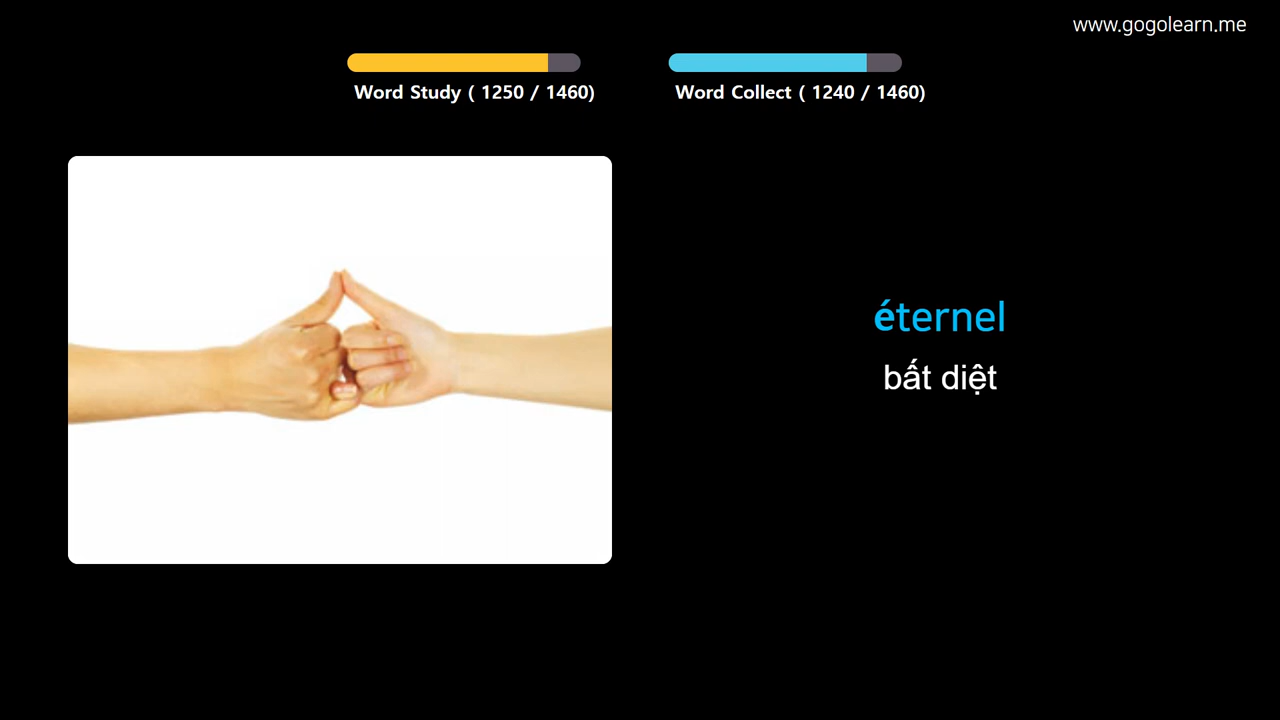 www.gogolearn.me
Word Study ( 1250 / 1460)
Word Collect ( 1240 / 1460)
éternel
bất diệt